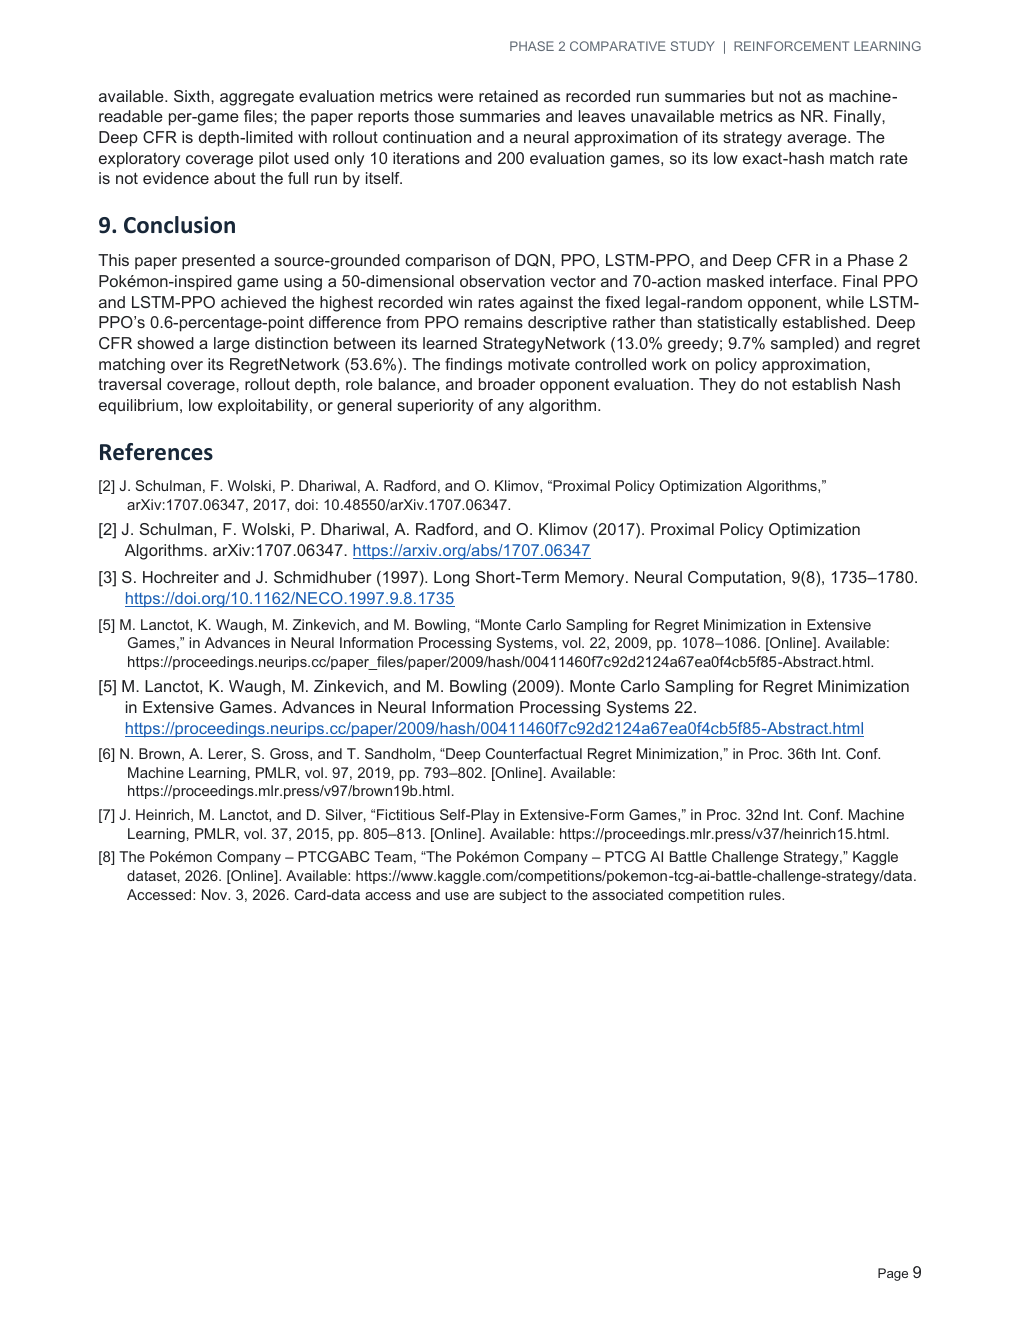 PHASE 2 COMPARATIVE STUDY | REINFORCEMENT LEARNING
available. Sixth, aggregate evaluation metrics were retained as recorded run summaries but not as machine-
readable per-game files; the paper reports those summaries and leaves unavailable metrics as NR. Finally,
Deep CFR is depth-limited with rollout continuation and a neural approximation of its strategy average. The
exploratory coverage pilot used only 10 iterations and 200 evaluation games, so its low exact-hash match rate
is not evidence about the full run by itself.
9. Conclusion
This paper presented a source-grounded comparison of DQN, PPO, LSTM-PPO, and Deep CFR in a Phase 2
Pokémon-inspired game using a 50-dimensional observation vector and 70-action masked interface. Final PPO
and LSTM-PPO achieved the highest recorded win rates against the fixed legal-random opponent, while LSTM-
PPO’s 0.6-percentage-point difference from PPO remains descriptive rather than statistically established. Deep
CFR showed a large distinction between its learned StrategyNetwork (13.0% greedy; 9.7% sampled) and regret
matching over its RegretNetwork (53.6%). The findings motivate controlled work on policy approximation,
traversal coverage, rollout depth, role balance, and broader opponent evaluation. They do not establish Nash
equilibrium, low exploitability, or general superiority of any algorithm.
References
[2] J. Schulman, F. Wolski, P. Dhariwal, A. Radford, and O. Klimov, “Proximal Policy Optimization Algorithms,”
arXiv:1707.06347, 2017, doi: 10.48550/arXiv.1707.06347.
[2] J. Schulman, F. Wolski, P. Dhariwal, A. Radford, and O. Klimov (2017). Proximal Policy Optimization
Algorithms. arXiv:1707.06347. https://arxiv.org/abs/1707.06347
[3] S. Hochreiter and J. Schmidhuber (1997). Long Short-Term Memory. Neural Computation, 9(8), 1735–1780.
https://doi.org/10.1162/NECO.1997.9.8.1735
[5] M. Lanctot, K. Waugh, M. Zinkevich, and M. Bowling, “Monte Carlo Sampling for Regret Minimization in Extensive
Games,” in Advances in Neural Information Processing Systems, vol. 22, 2009, pp. 1078–1086. [Online]. Available:
https://proceedings.neurips.cc/paper_files/paper/2009/hash/00411460f7c92d2124a67ea0f4cb5f85-Abstract.html.
[5] M. Lanctot, K. Waugh, M. Zinkevich, and M. Bowling (2009). Monte Carlo Sampling for Regret Minimization
in Extensive Games. Advances in Neural Information Processing Systems 22.
https://proceedings.neurips.cc/paper/2009/hash/00411460f7c92d2124a67ea0f4cb5f85-Abstract.html
[6] N. Brown, A. Lerer, S. Gross, and T. Sandholm, “Deep Counterfactual Regret Minimization,” in Proc. 36th Int. Conf.
Machine Learning, PMLR, vol. 97, 2019, pp. 793–802. [Online]. Available:
https://proceedings.mlr.press/v97/brown19b.html.
[7] J. Heinrich, M. Lanctot, and D. Silver, “Fictitious Self-Play in Extensive-Form Games,” in Proc. 32nd Int. Conf. Machine
Learning, PMLR, vol. 37, 2015, pp. 805–813. [Online]. Available: https://proceedings.mlr.press/v37/heinrich15.html.
[8] The Pokémon Company – PTCGABC Team, “The Pokémon Company – PTCG AI Battle Challenge Strategy,” Kaggle
dataset, 2026. [Online]. Available: https://www.kaggle.com/competitions/pokemon-tcg-ai-battle-challenge-strategy/data.
Accessed: Nov. 3, 2026. Card-data access and use are subject to the associated competition rules.
Page 9